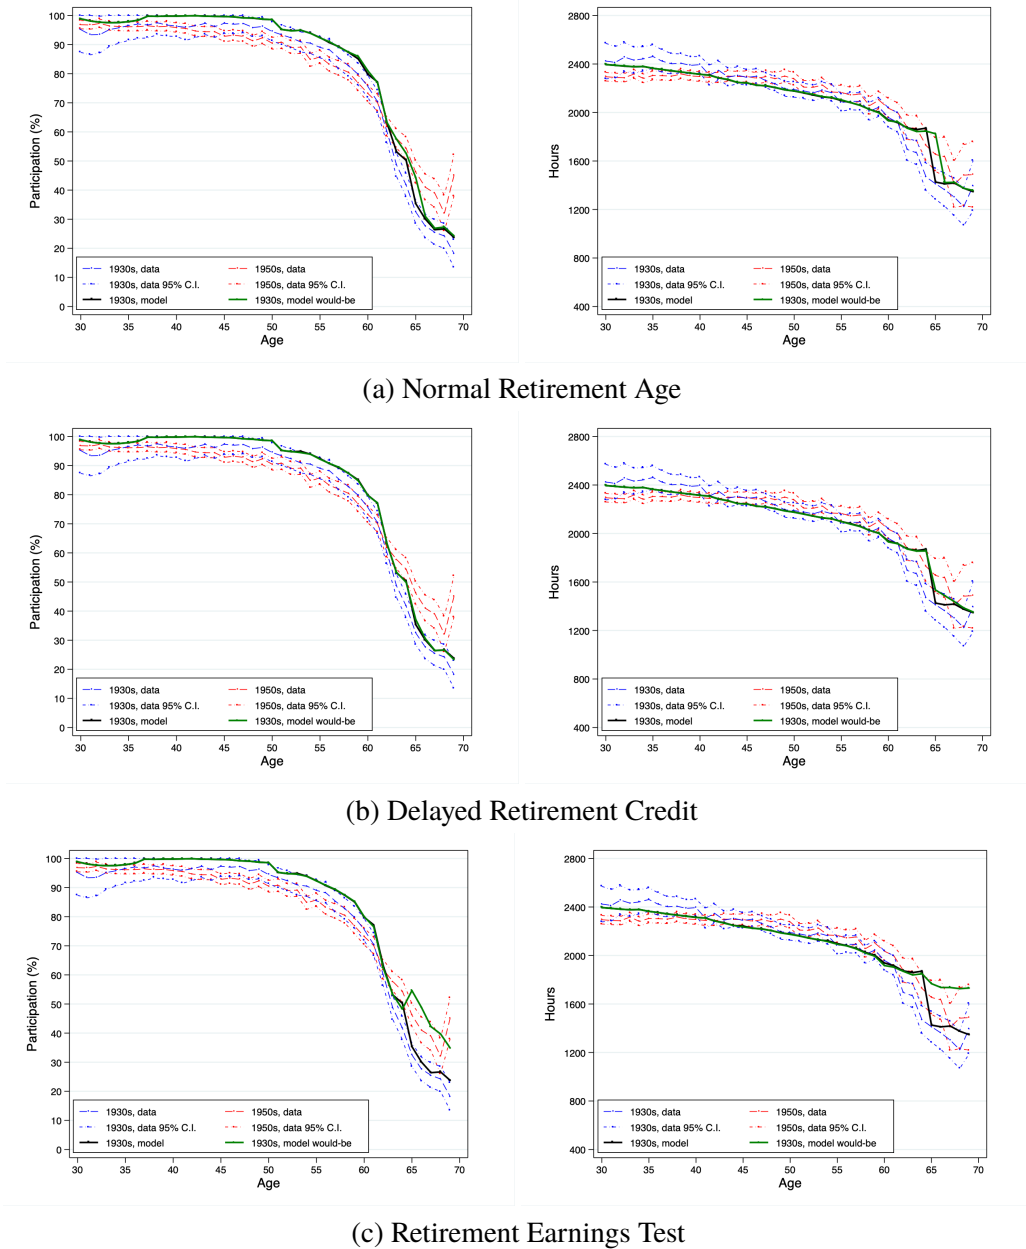 100
90
80
70
60
50
40
30
20
10
0
Participation (%)
1930s, data
1950s, data
1930s, data 95% C.I.
1950s, data 95% C.I.
1930s, model
1930s, model would-be
30 35 40 45 50 55 60 65 70
Age
2800
2400
2000
1600
1200
800
400
Hours
1930s, data
1950s, data
1930s, data 95% C.I.
1950s, data 95% C.I.
1930s, model
1930s, model would-be
30 35 40 45 50 55 60 65 70
Age
(a) Normal Retirement Age
100
90
80
70
60
50
40
30
20
10
0
Participation (%)
1930s, data
1950s, data
1930s, data 95% C.I.
1950s, data 95% C.I.
1930s, model
1930s, model would-be
30 35 40 45 50 55 60 65 70
Age
2800
2400
2000
1600
1200
800
400
Hours
1930s, data
1950s, data
1930s, data 95% C.I.
1950s, data 95% C.I.
1930s, model
1930s, model would-be
30 35 40 45 50 55 60 65 70
Age
(b) Delayed Retirement Credit
100
90
80
70
60
50
40
30
20
10
0
Participation (%)
1930s, data
1950s, data
1930s, data 95% C.I.
1950s, data 95% C.I.
1930s, model
1930s, model would-be
30 35 40 45 50 55 60 65 70
Age
2800
2400
2000
1600
1200
800
400
Hours
1930s, data
1950s, data
1930s, data 95% C.I.
1950s, data 95% C.I.
1930s, model
1930s, model would-be
30 35 40 45 50 55 60 65 70
Age
(c) Retirement Earnings Test